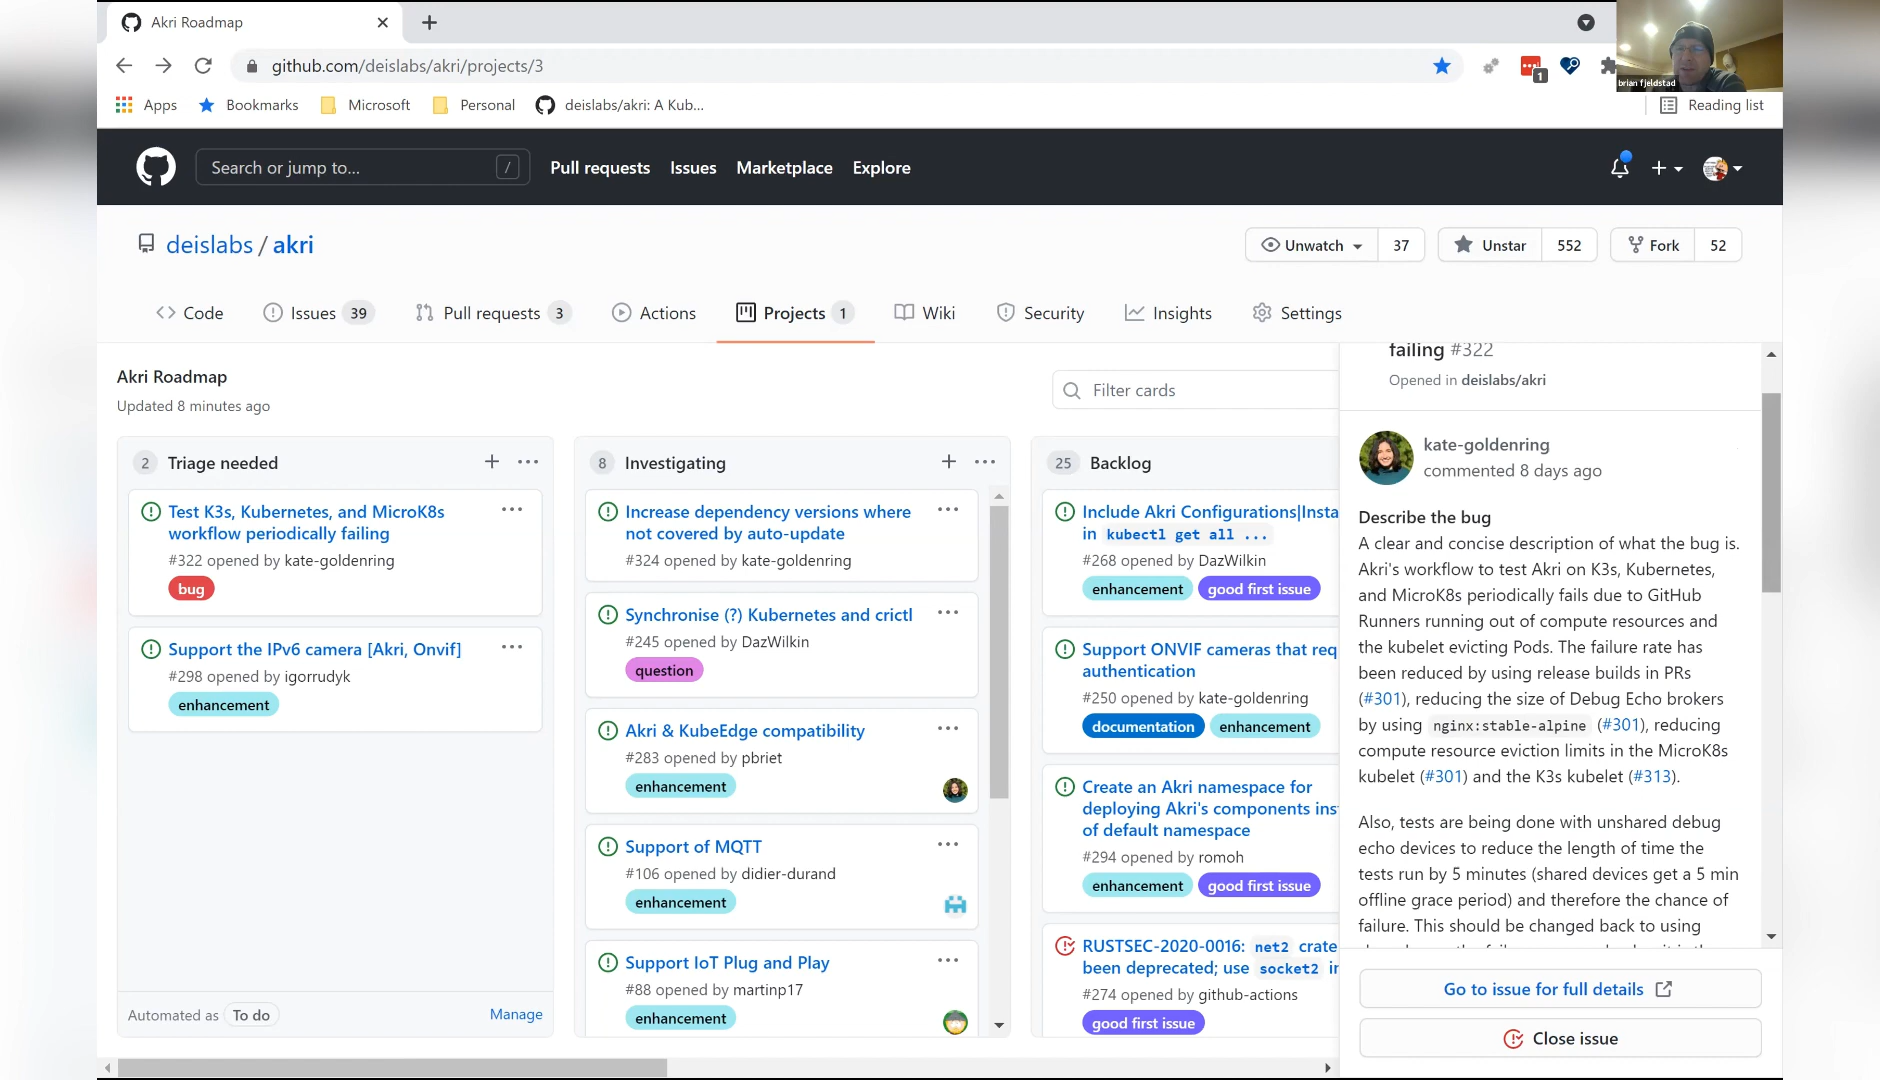 Akri Roadmap
github.com/deislabs/akri/projects/3
1
brian fjeldstad
Apps
Bookmarks
Microsoft
Personal
deislabs/akri: A Kub...
Reading list
Search or jump to...
/
Pull requests
Issues
Marketplace
Explore
deislabs / akri
Unwatch
37
Unstar
552
Fork
52
Code
Issues 39
Pull requests 3
Actions
Projects 1
Wiki
Security
Insights
Settings
Akri Roadmap
Updated 8 minutes ago
Filter cards
2 Triage needed
Test K3s, Kubernetes, and MicroK8s
workflow periodically failing
#322 opened by kate-goldenring
bug
Support the IPv6 camera [Akri, Onvif]
#298 opened by igorrudyk
enhancement
Automated as To do
Manage
8 Investigating
Increase dependency versions where
not covered by auto-update
#324 opened by kate-goldenring
Synchronise (?) Kubernetes and crictl
#245 opened by DazWilkin
question
Akri & KubeEdge compatibility
#283 opened by pbriet
enhancement
Support of MQTT
#106 opened by didier-durand
enhancement
Support IoT Plug and Play
#88 opened by martinp17
enhancement
25 Backlog
Include Akri Configurations|Insta
in kubectl get all ...
#268 opened by DazWilkin
enhancement
good first issue
Support ONVIF cameras that req
authentication
#250 opened by kate-goldenring
documentation
enhancement
Create an Akri namespace for
deploying Akri's components ins
of default namespace
#294 opened by romoh
enhancement
good first issue
RUSTSEC-2020-0016: net2 crate
been deprecated; use socket2 in
#274 opened by github-actions
good first issue
failing #322
Opened in deislabs/akri
kate-goldenring
commented 8 days ago
Describe the bug
A clear and concise description of what the bug is.
Akri's workflow to test Akri on K3s, Kubernetes,
and MicroK8s periodically fails due to GitHub
Runners running out of compute resources and
the kubelet evicting Pods. The failure rate has
been reduced by using release builds in PRs
(#301), reducing the size of Debug Echo brokers
by using nginx:stable-alpine (#301), reducing
compute resource eviction limits in the MicroK8s
kubelet (#301) and the K3s kubelet (#313).
Also, tests are being done with unshared debug
echo devices to reduce the length of time the
tests run by 5 minutes (shared devices get a 5 min
offline grace period) and therefore the chance of
failure. This should be changed back to using
Go to issue for full details
Close issue